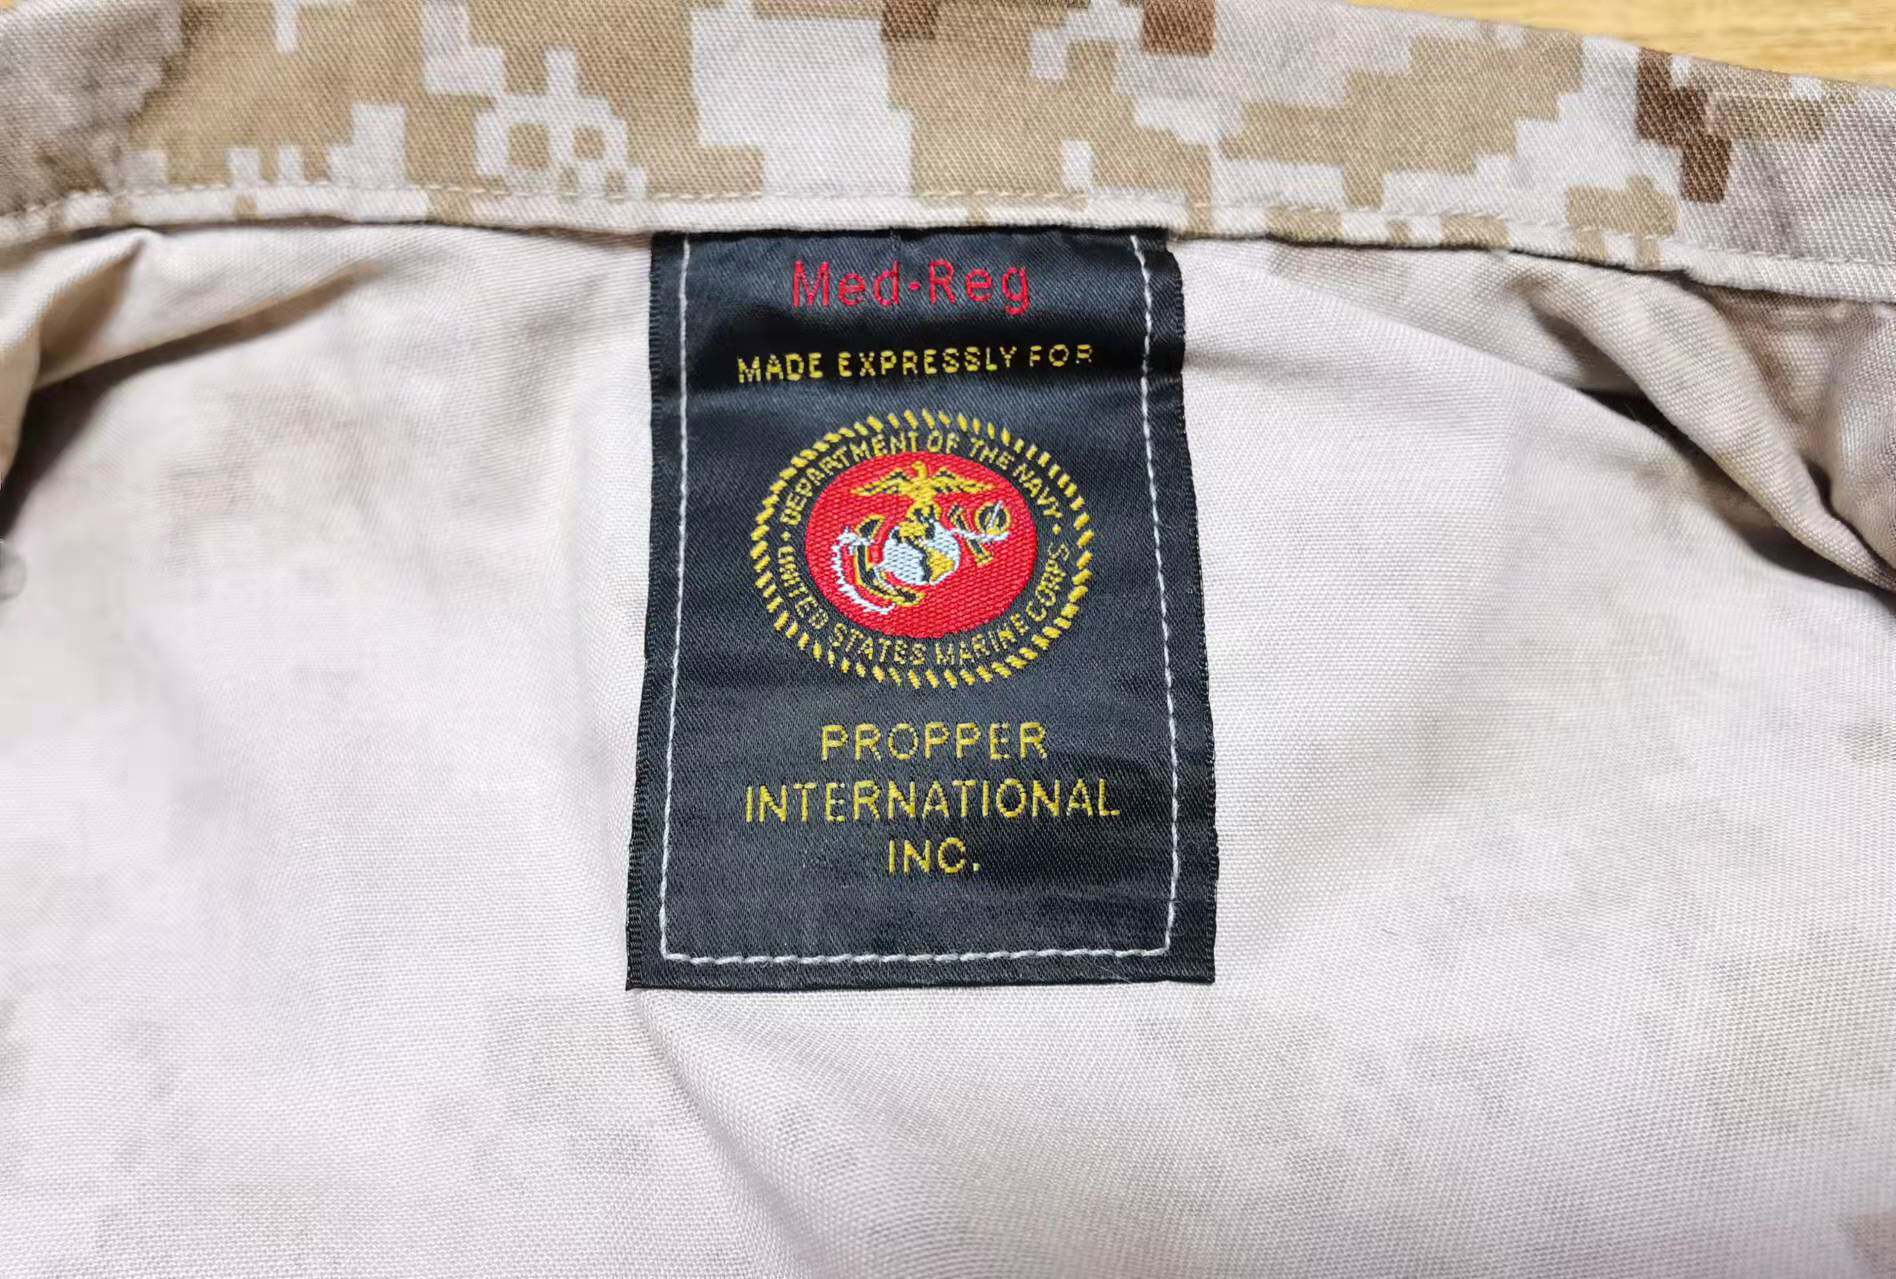 Med-Reg
MADE EXPRESSLY FOR
DEPARTMENT OF THE NAVY
UNITED STATES MARINE CORPS
PROPPER
INTERNATIONAL
INC.